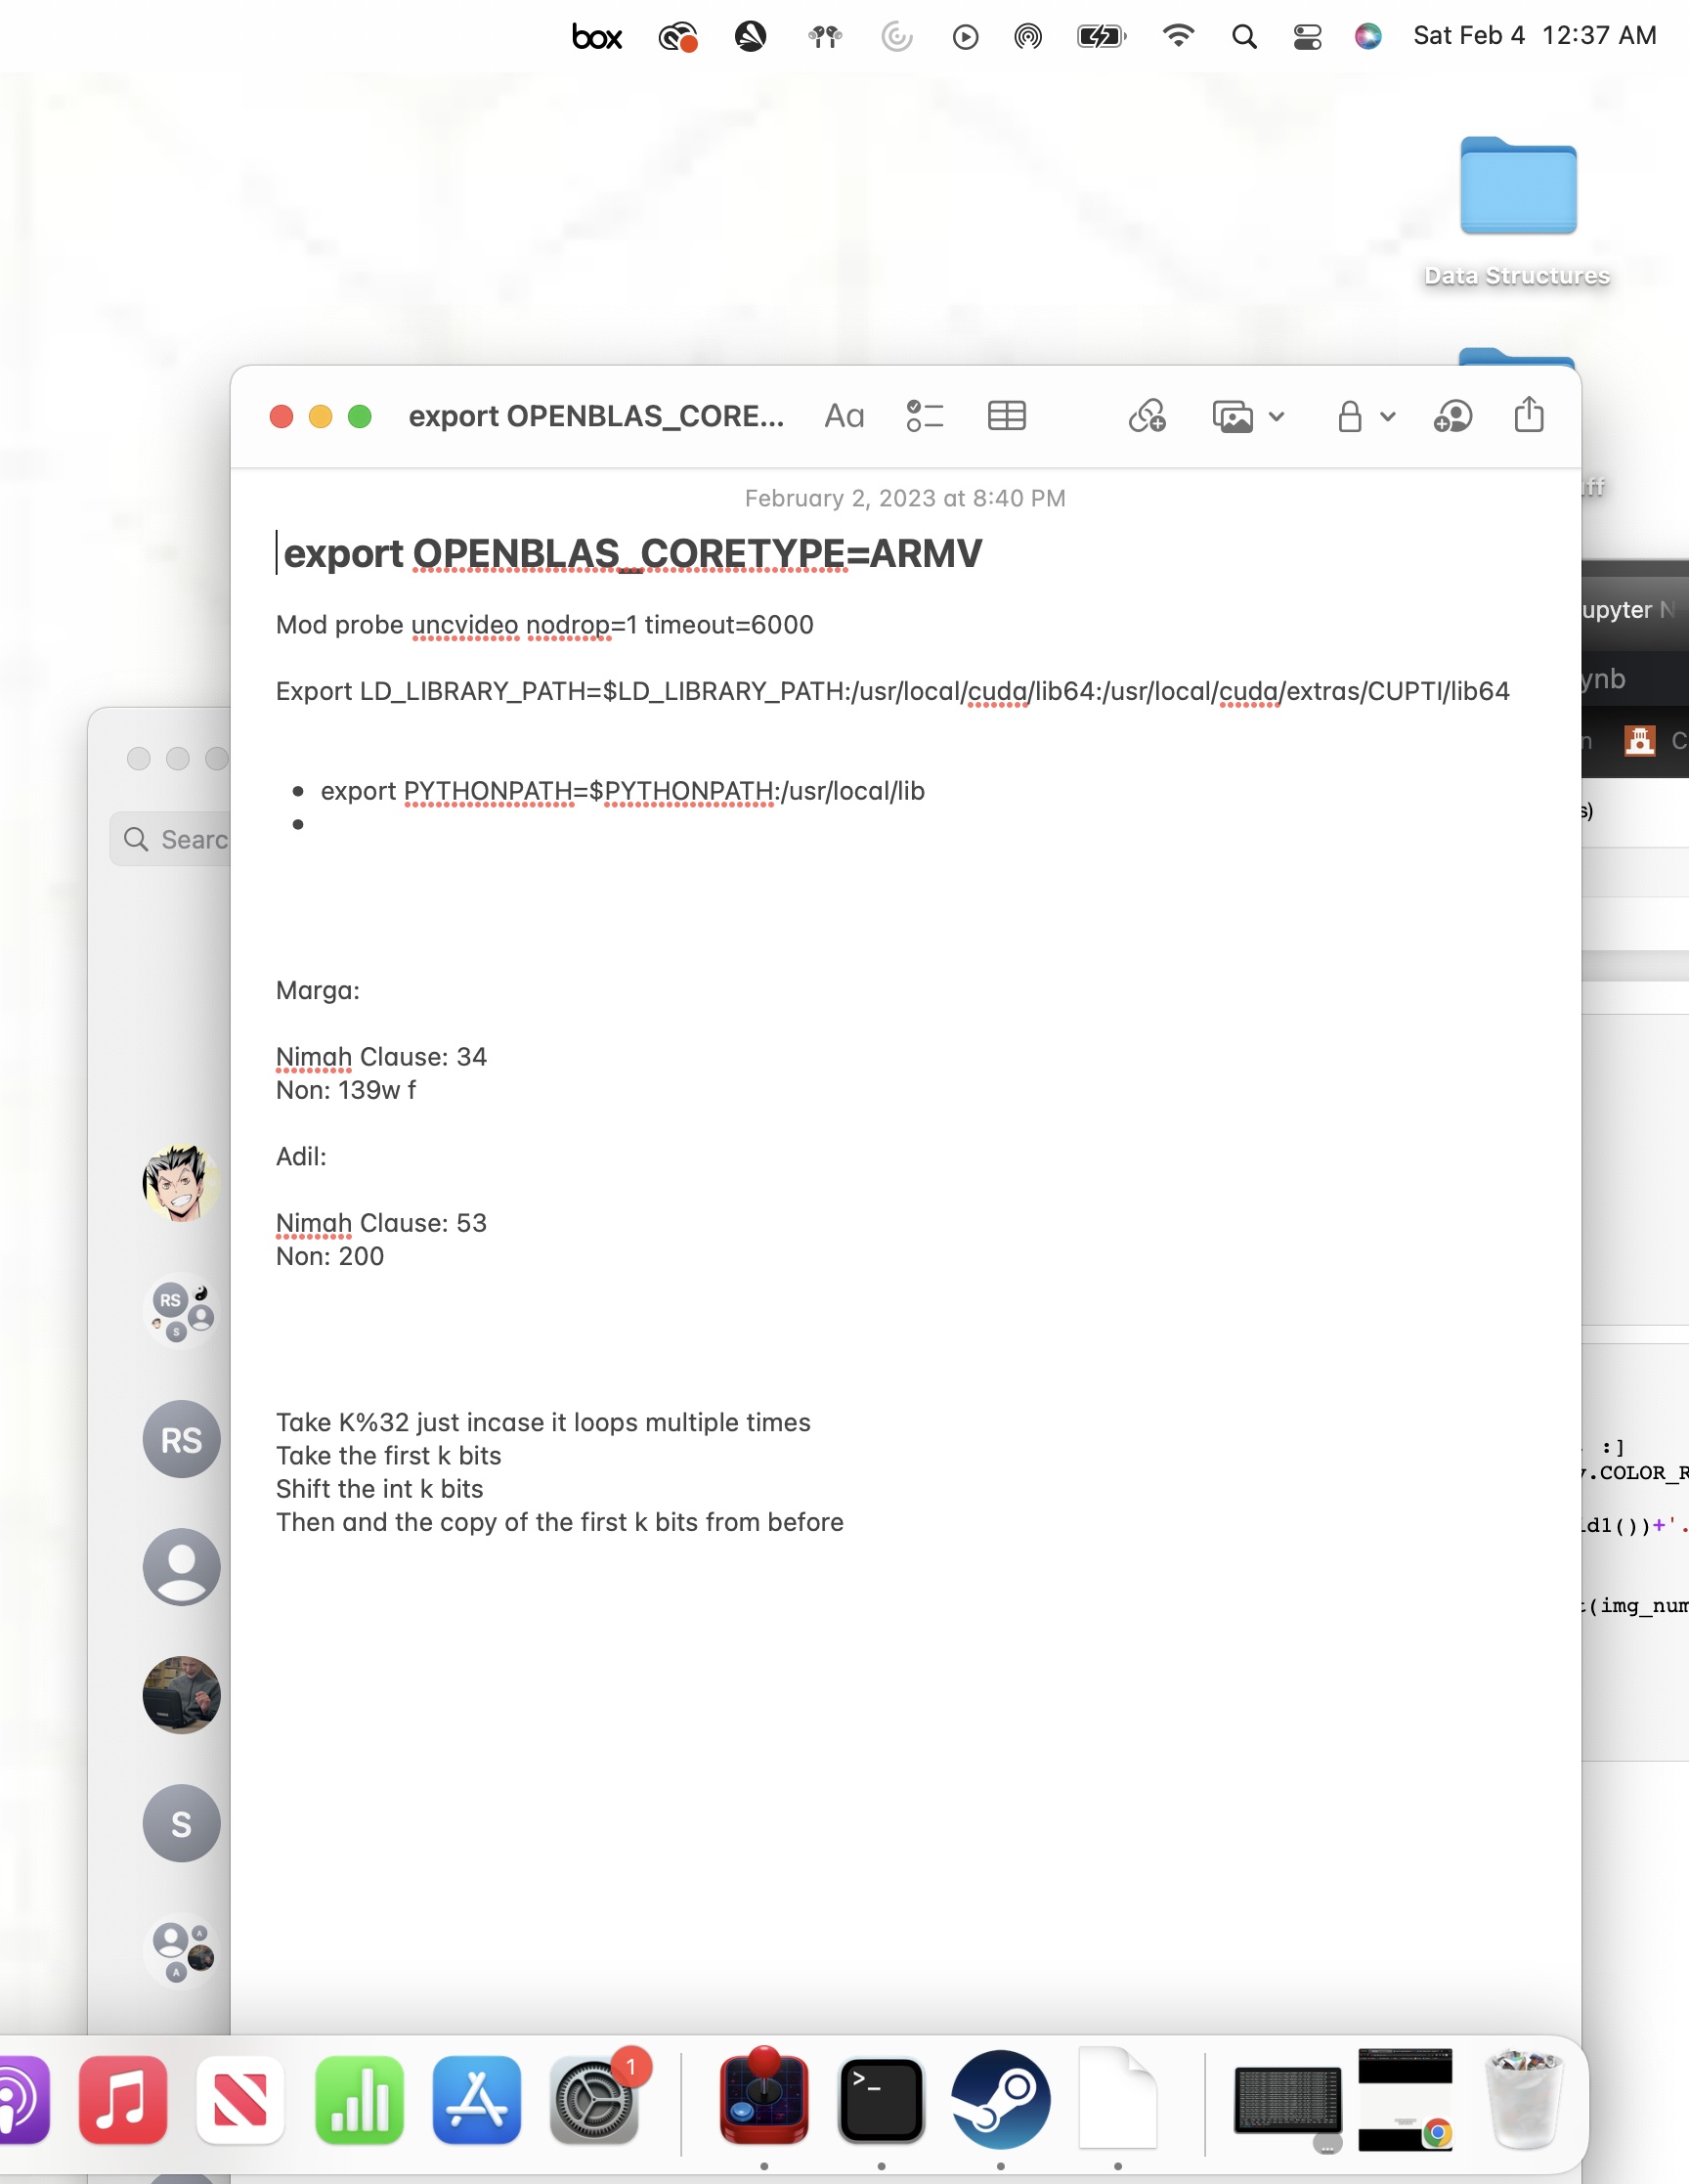 box
Sat Feb 4 12:37 AM
Data Structures
export OPENBLAS_CORE...
Aa
February 2, 2023 at 8:40 PM
export OPENBLAS_CORETYPE=ARMV
Mod probe uncvideo nodrop=1 timeout=6000
Export LD_LIBRARY_PATH=$LD_LIBRARY_PATH:/usr/local/cuda/lib64:/usr/local/cuda/extras/CUPTI/lib64
• export PYTHONPATH=$PYTHONPATH:/usr/local/lib
•
Marga:
Nimah Clause: 34
Non: 139w f
Adil:
Nimah Clause: 53
Non: 200
Take K%32 just incase it loops multiple times
Take the first k bits
Shift the int k bits
Then and the copy of the first k bits from before
Searc
RS
S
A
A
RS
S
iff
upyter N
ynb
n
C
s)
:]
.COLOR_R
d1())+'.
t(img_num
1
>_